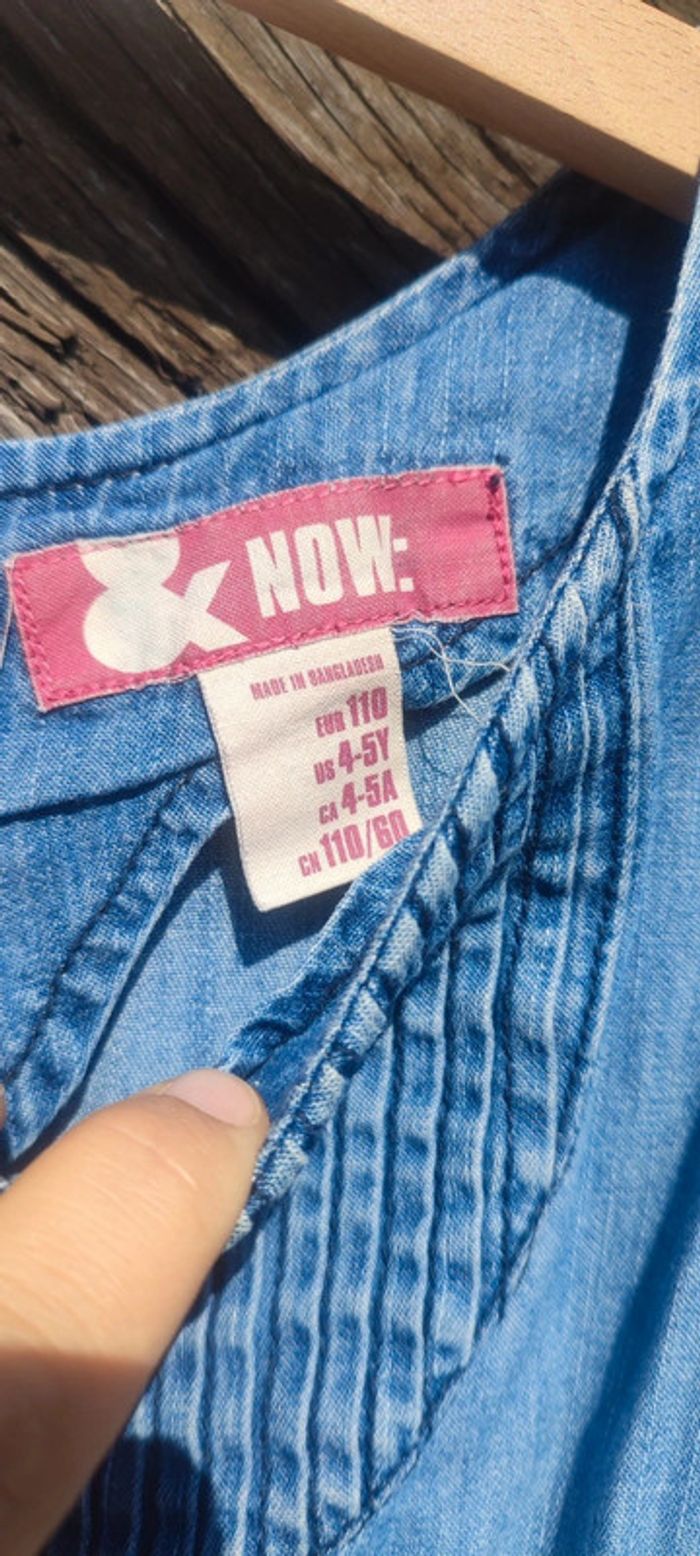 & NOW:
MADE IN BANGLADESH
EUR 110
US 4-5Y
CA 4-5A
CN 110/60